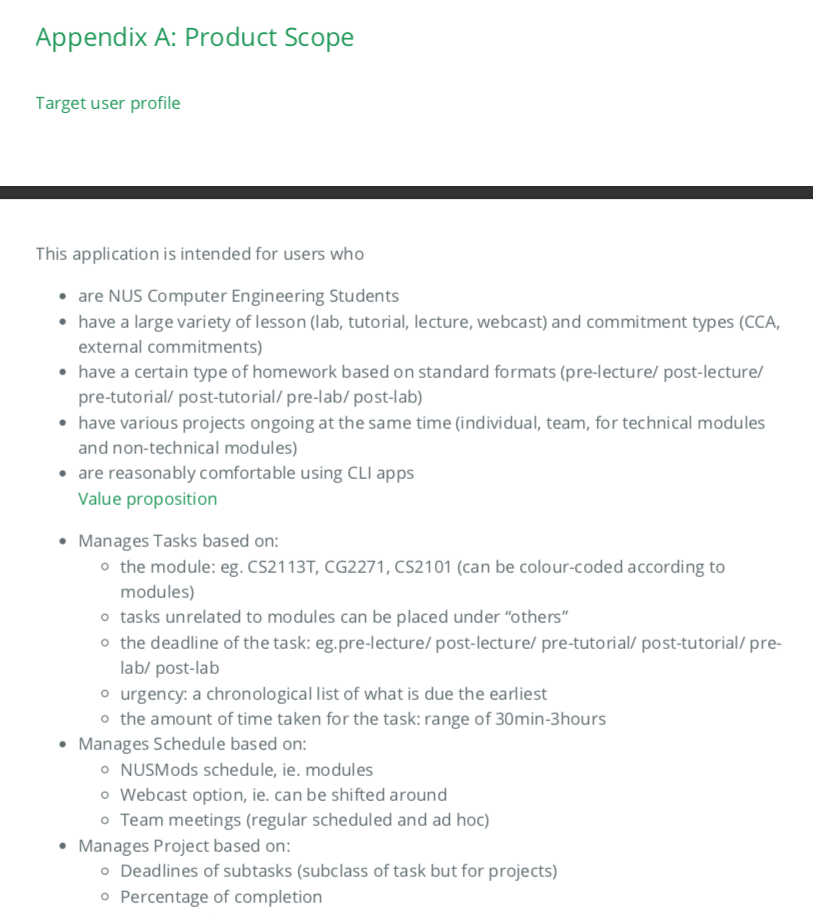 Appendix A: Product Scope
Target user profile
This application is intended for users who
• are NUS Computer Engineering Students
• have a large variety of lesson (lab, tutorial, lecture, webcast) and commitment types (CCA,
external commitments)
• have a certain type of homework based on standard formats (pre-lecture/ post-lecture/
pre-tutorial/ post-tutorial/ pre-lab/ post-lab)
• have various projects ongoing at the same time (individual, team, for technical modules
and non-technical modules)
• are reasonably comfortable using CLI apps
Value proposition
• Manages Tasks based on:
◦ the module: eg. CS2113T, CG2271, CS2101 (can be colour-coded according to
modules)
◦ tasks unrelated to modules can be placed under “others”
◦ the deadline of the task: eg.pre-lecture/ post-lecture/ pre-tutorial/ post-tutorial/ pre-
lab/ post-lab
◦ urgency: a chronological list of what is due the earliest
◦ the amount of time taken for the task: range of 30min-3hours
• Manages Schedule based on:
◦ NUSMods schedule, ie. modules
◦ Webcast option, ie. can be shifted around
◦ Team meetings (regular scheduled and ad hoc)
• Manages Project based on:
◦ Deadlines of subtasks (subclass of task but for projects)
◦ Percentage of completion